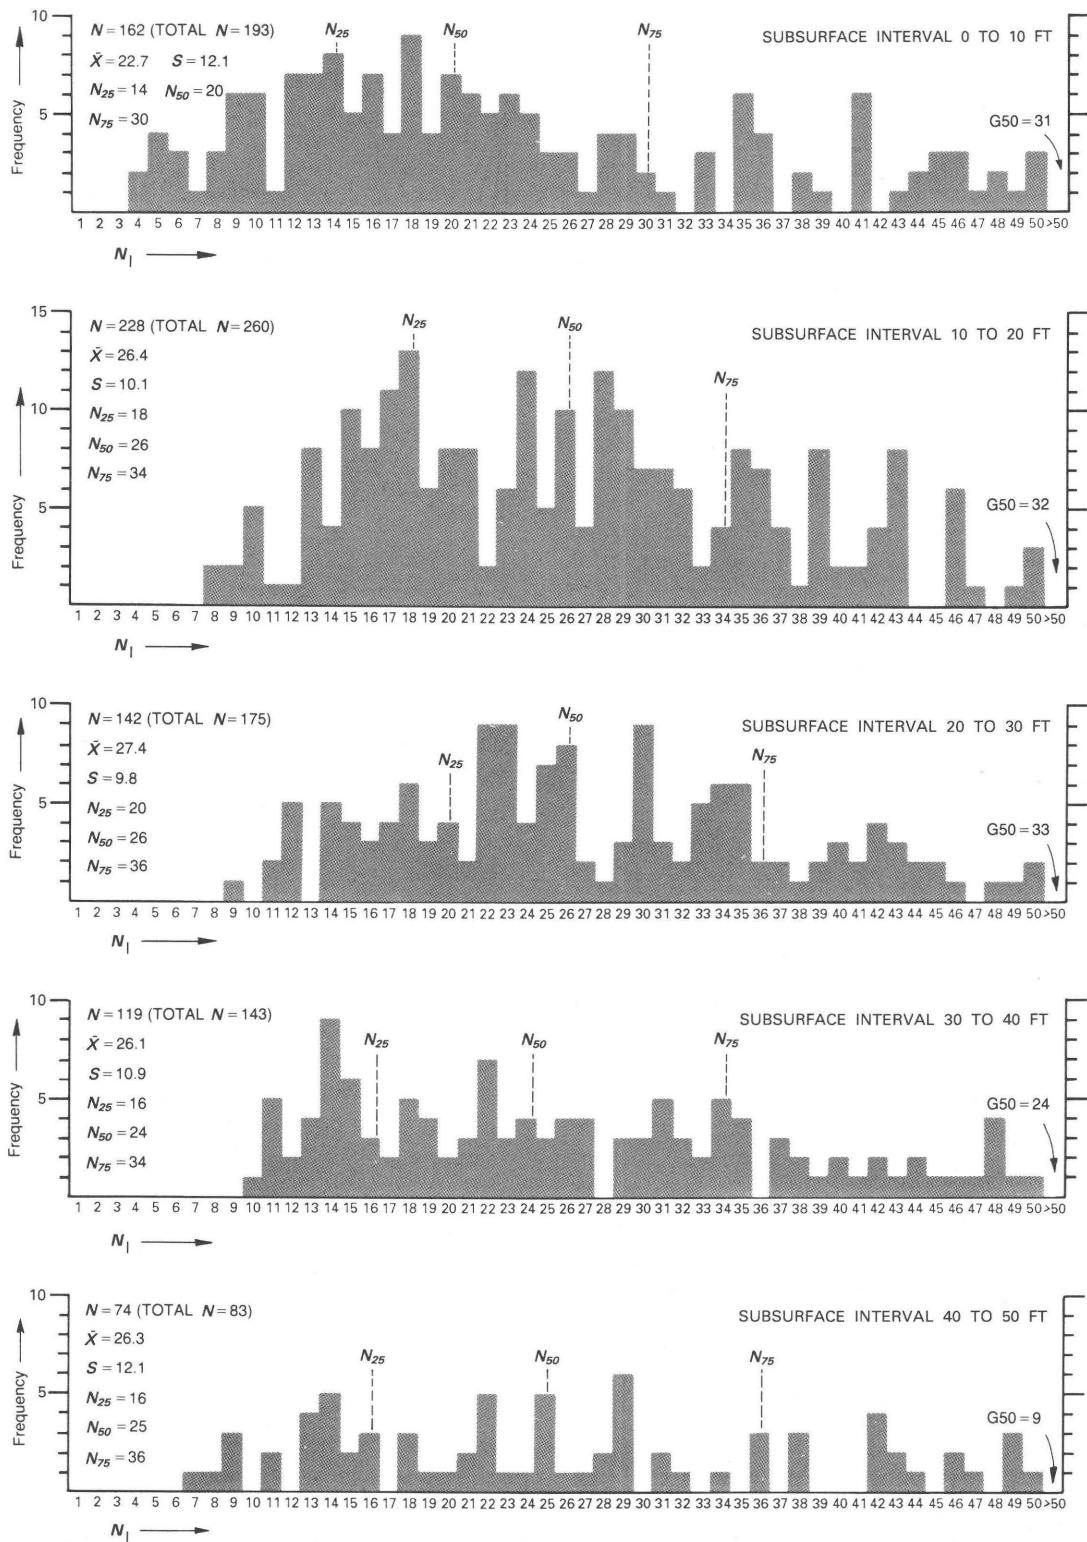 10
N = 162 (TOTAL N = 193)
X̄ = 22.7 S = 12.1
N25 = 14 N50 = 20
N75 = 30
N25
N50
N75
SUBSURFACE INTERVAL 0 TO 10 FT
G50 = 31
Frequency
5
1 2 3 4 5 6 7 8 9 10 11 12 13 14 15 16 17 18 19 20 21 22 23 24 25 26 27 28 29 30 31 32 33 34 35 36 37 38 39 40 41 42 43 44 45 46 47 48 49 50 >50
N|
15
N = 228 (TOTAL N = 260)
X̄ = 26.4
S = 10.1
N25 = 18
N50 = 26
N75 = 34
N25
N50
N75
SUBSURFACE INTERVAL 10 TO 20 FT
G50 = 32
Frequency
10
5
1 2 3 4 5 6 7 8 9 10 11 12 13 14 15 16 17 18 19 20 21 22 23 24 25 26 27 28 29 30 31 32 33 34 35 36 37 38 39 40 41 42 43 44 45 46 47 48 49 50 >50
N|
10
N = 142 (TOTAL N = 175)
X̄ = 27.4
S = 9.8
N25 = 20
N50 = 26
N75 = 36
N25
N50
N75
SUBSURFACE INTERVAL 20 TO 30 FT
G50 = 33
Frequency
5
1 2 3 4 5 6 7 8 9 10 11 12 13 14 15 16 17 18 19 20 21 22 23 24 25 26 27 28 29 30 31 32 33 34 35 36 37 38 39 40 41 42 43 44 45 46 47 48 49 50 >50
N|
10
N = 119 (TOTAL N = 143)
X̄ = 26.1
S = 10.9
N25 = 16
N50 = 24
N75 = 34
N25
N50
N75
SUBSURFACE INTERVAL 30 TO 40 FT
G50 = 24
Frequency
5
1 2 3 4 5 6 7 8 9 10 11 12 13 14 15 16 17 18 19 20 21 22 23 24 25 26 27 28 29 30 31 32 33 34 35 36 37 38 39 40 41 42 43 44 45 46 47 48 49 50 >50
N|
10
N = 74 (TOTAL N = 83)
X̄ = 26.3
S = 12.1
N25 = 16
N50 = 25
N75 = 36
N25
N50
N75
SUBSURFACE INTERVAL 40 TO 50 FT
G50 = 9
Frequency
5
1 2 3 4 5 6 7 8 9 10 11 12 13 14 15 16 17 18 19 20 21 22 23 24 25 26 27 28 29 30 31 32 33 34 35 36 37 38 39 40 41 42 43 44 45 46 47 48 49 50 >50
N|